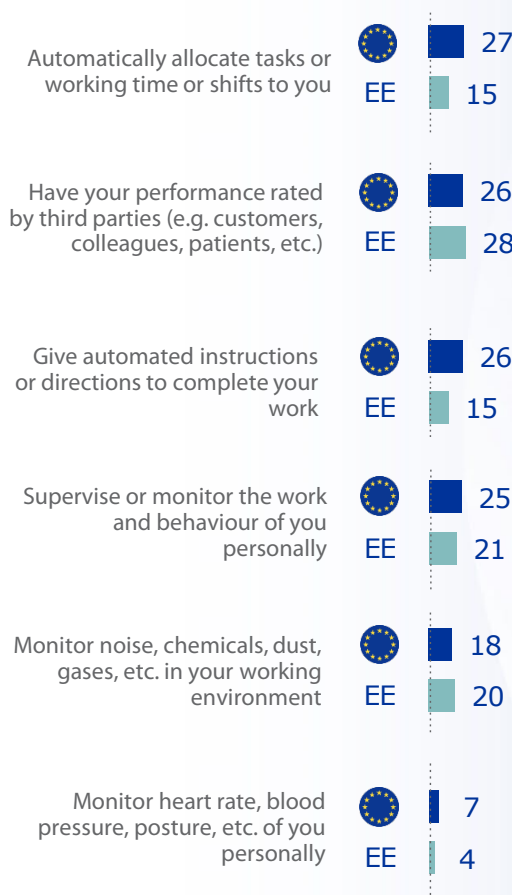 27
Automatically allocate tasks or
working time or shifts to you
EE 15
Have your performance rated
26
by third parties (e.g. customers,
colleagues, patients, etc.)
EE 28
Give automated instructions
26
or directions to complete your
work
EE 15
Supervise or monitor the work
25
and behaviour of you
personally
EE 21
Monitor noise, chemicals, dust,
18
gases, etc. in your working
environment
EE 20
Monitor heart rate, blood
7
pressure, posture, etc. of you
personally
EE 4